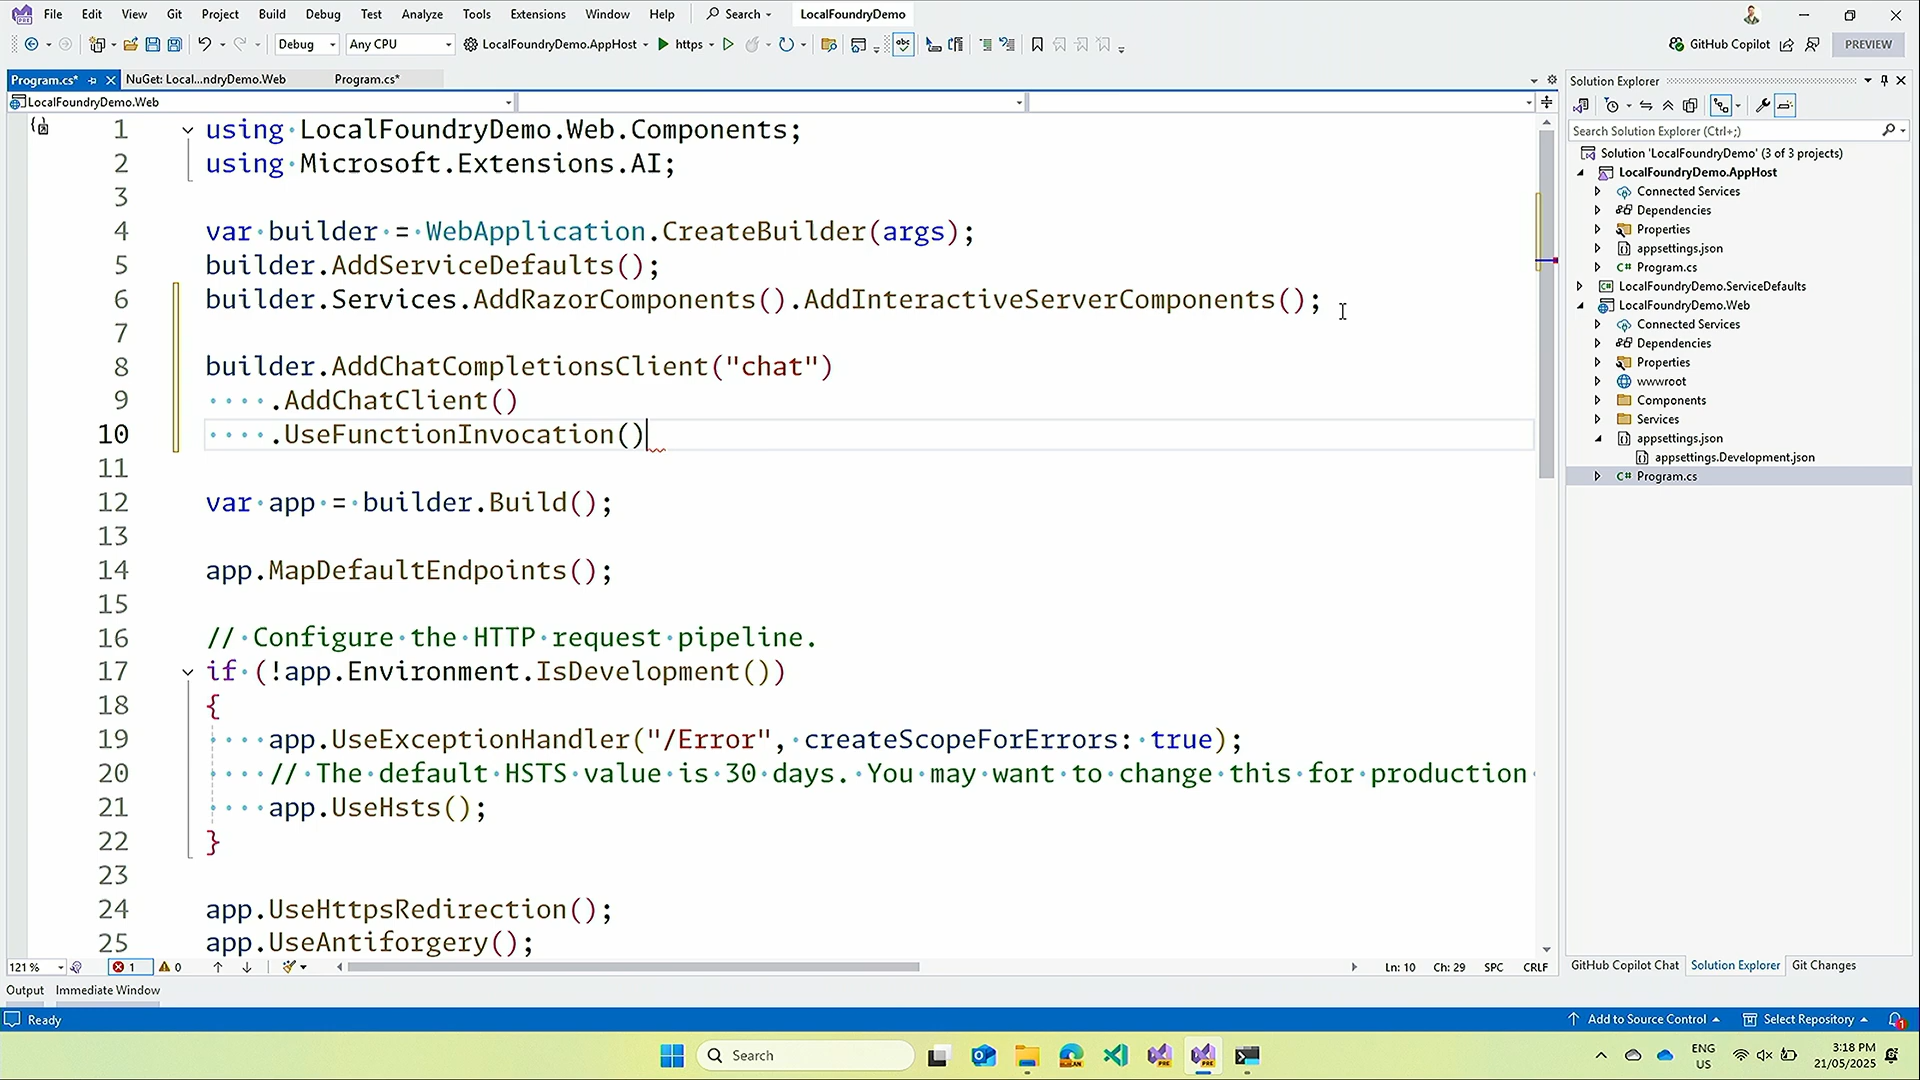 File Edit View Git Project Build Debug Test Analyze Tools Extensions Window Help Search LocalFoundryDemo
Debug Any CPU LocalFoundryDemo.AppHost https GitHub Copilot PREVIEW
Program.cs* NuGet: Local...ndryDemo.Web Program.cs*
LocalFoundryDemo.Web
1 using LocalFoundryDemo.Web.Components;
2 using Microsoft.Extensions.AI;
3
4 var builder = WebApplication.CreateBuilder(args);
5 builder.AddServiceDefaults();
6 builder.Services.AddRazorComponents().AddInteractiveServerComponents();
7
8 builder.AddChatCompletionsClient("chat")
9 .AddChatClient()
10 .UseFunctionInvocation()
11
12 var app = builder.Build();
13
14 app.MapDefaultEndpoints();
15
16 // Configure the HTTP request pipeline.
17 if (!app.Environment.IsDevelopment())
18 {
19 app.UseExceptionHandler("/Error", createScopeForErrors: true);
20 // The default HSTS value is 30 days. You may want to change this for production
21 app.UseHsts();
22 }
23
24 app.UseHttpsRedirection();
25 app.UseAntiforgery();
121 % 1 0 Ln: 10 Ch: 29 SPC CRLF
Solution Explorer
Search Solution Explorer (Ctrl+;)
Solution 'LocalFoundryDemo' (3 of 3 projects)
LocalFoundryDemo.AppHost
Connected Services
Dependencies
Properties
appsettings.json
C# Program.cs
LocalFoundryDemo.ServiceDefaults
LocalFoundryDemo.Web
Connected Services
Dependencies
Properties
wwwroot
Components
Services
appsettings.json
appsettings.Development.json
C# Program.cs
GitHub Copilot Chat Solution Explorer Git Changes
Output Immediate Window
Ready Add to Source Control Select Repository 1
Search
ENG
US
3:18 PM
21/05/2025